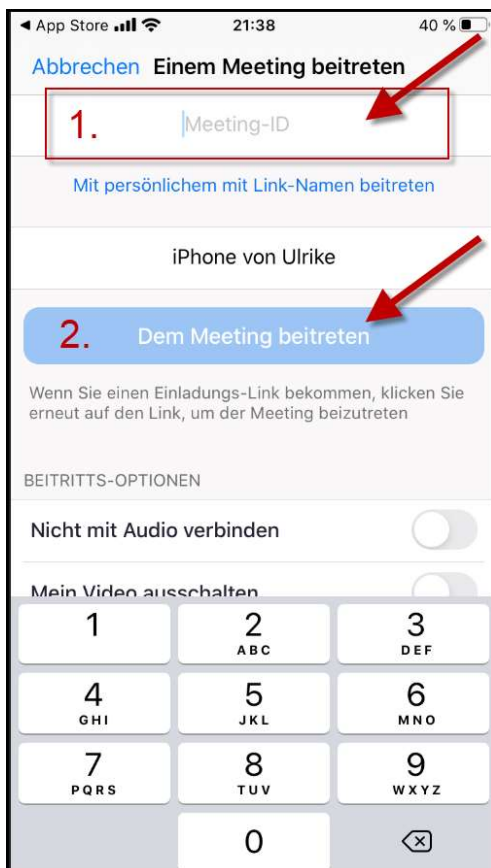 App Store 21:38 40 %
Abbrechen Einem Meeting beitreten
1. Meeting-ID
Mit persönlichem mit Link-Namen beitreten
iPhone von Ulrike
2. Dem Meeting beitreten
Wenn Sie einen Einladungs-Link bekommen, klicken Sie
erneut auf den Link, um der Meeting beizutreten
BEITRITTS-OPTIONEN
Nicht mit Audio verbinden
Mein Video ausschalten
1 2 3
ABC DEF
4 5 6
GHI JKL MNO
7 8 9
PQRS TUV WXYZ
0